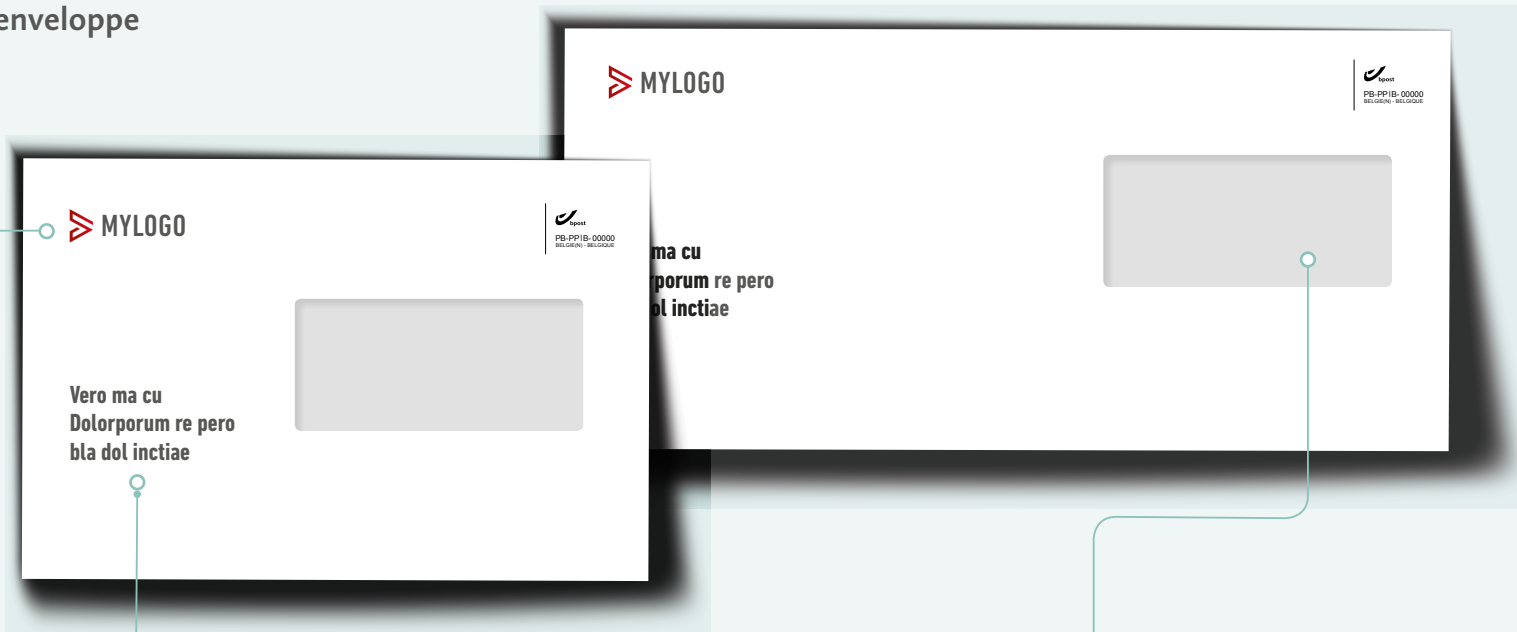 enveloppe
MYLOGO
bpost
PB-PP|B-00000
BELGIE(N) - BELGIQUE
ma cu
porum re pero
ol inctiae
MYLOGO
bpost
PB-PP|B-00000
BELGIE(N) - BELGIQUE
Vero ma cu
Dolorporum re pero
bla dol inctiae